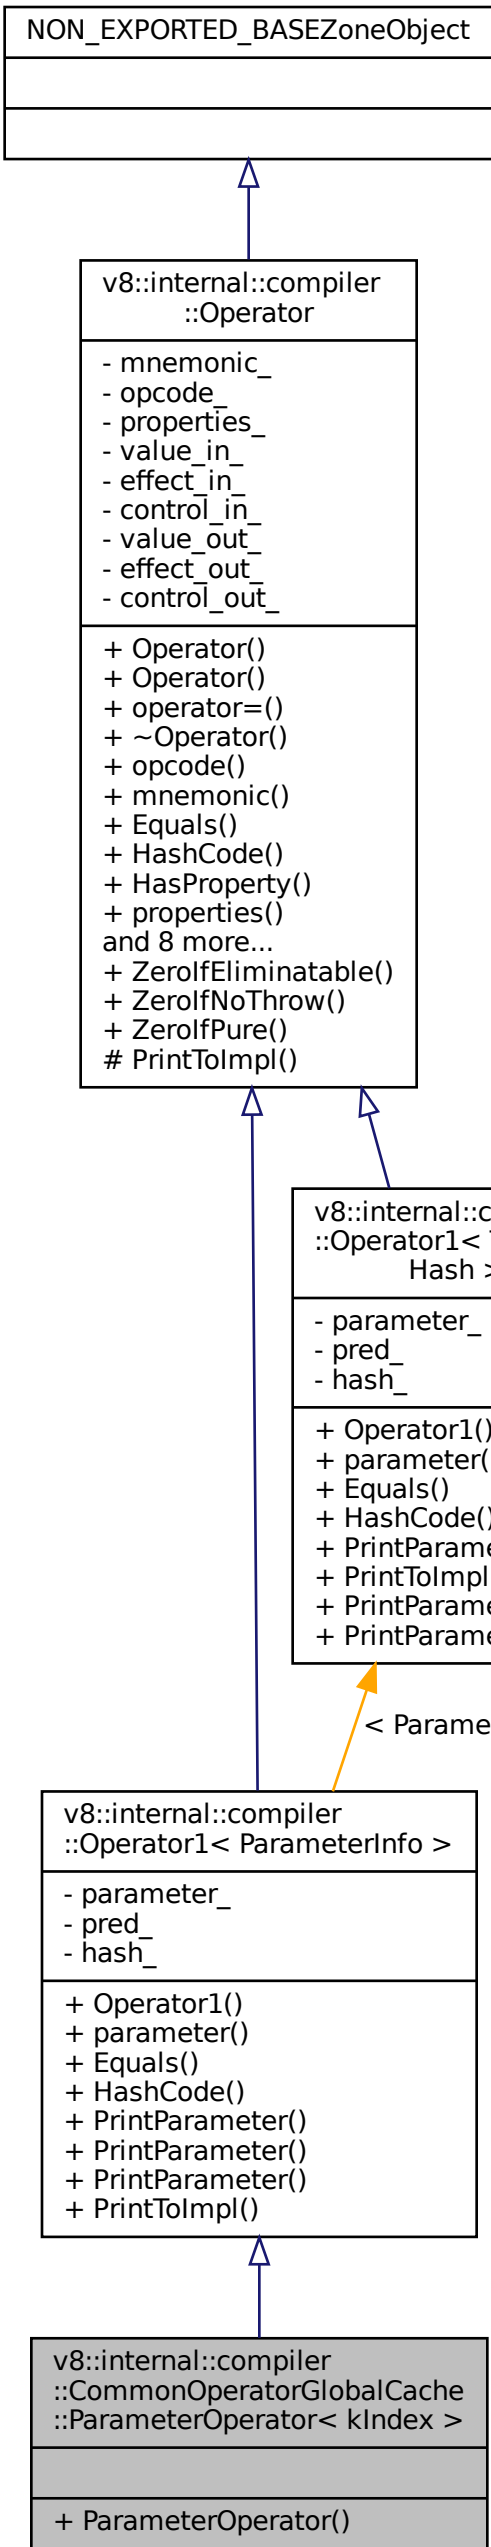 NON_EXPORTED_BASEZoneObject
v8::internal::compiler
::Operator
- mnemonic_
- opcode_
- properties_
- value_in_
- effect_in_
- control_in_
- value_out_
- effect_out_
- control_out_
+ Operator()
+ Operator()
+ operator=()
+ ~Operator()
+ opcode()
+ mnemonic()
+ Equals()
+ HashCode()
+ HasProperty()
+ properties()
and 8 more...
+ ZeroIfEliminatable()
+ ZeroIfNoThrow()
+ ZeroIfPure()
# PrintToImpl()
v8::internal::c
::Operator1<
Hash >
- parameter_
- pred_
- hash_
+ Operator1()
+ parameter(
+ Equals()
+ HashCode()
+ PrintParame
+ PrintToImpl
+ PrintParame
+ PrintParame
< Parame
v8::internal::compiler
::Operator1< ParameterInfo >
- parameter_
- pred_
- hash_
+ Operator1()
+ parameter()
+ Equals()
+ HashCode()
+ PrintParameter()
+ PrintParameter()
+ PrintParameter()
+ PrintToImpl()
v8::internal::compiler
::CommonOperatorGlobalCache
::ParameterOperator< kIndex >
+ ParameterOperator()